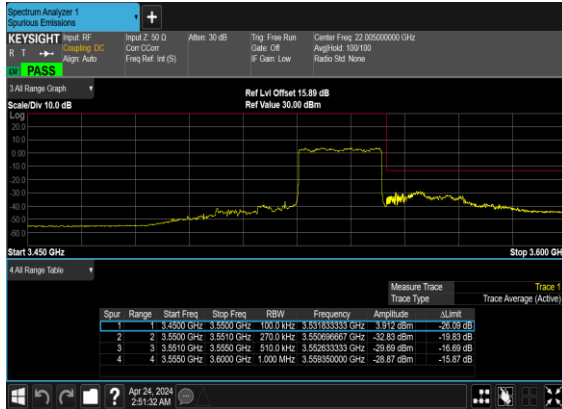 Spectrum Analyzer 1
Spurious Emissions
+
KEYSIGHT Input: RF Input Z: 50 Ω Atten: 30 dB Trig: Free Run Center Freq: 22.005000000 GHz
R T Coupling: DC Corr CCorr Gate: Off Avg|Hold: 100/100
Align: Auto Freq Ref: Int (S) IF Gain: Low Radio Std: None
PASS
3 All Range Graph Ref Lvl Offset 15.89 dB
Scale/Div 10.0 dB Ref Value 30.00 dBm
Log
20.0
10.0
0.00
-10.0
-20.0
-30.0
-40.0
-50.0
-60.0
Start 3.450 GHz Stop 3.600 GH
4 All Range Table
Measure Trace Trace 1
Trace Type Trace Average (Active)
Spur Range Start Freq Stop Freq RBW Frequency Amplitude ΔLimit
1 1 3.4500 GHz 3.5500 GHz 100.0 kHz 3.531833333 GHz 3.912 dBm -26.09 dB
2 2 3.5500 GHz 3.5510 GHz 270.0 kHz 3.550696667 GHz -32.83 dBm -19.83 dB
3 3 3.5510 GHz 3.5550 GHz 510.0 kHz 3.552633333 GHz -29.69 dBm -16.69 dB
4 4 3.5550 GHz 3.6000 GHz 1.000 MHz 3.559350000 GHz -28.87 dBm -15.87 dB
? Apr 24, 2024
2:51:32 AM